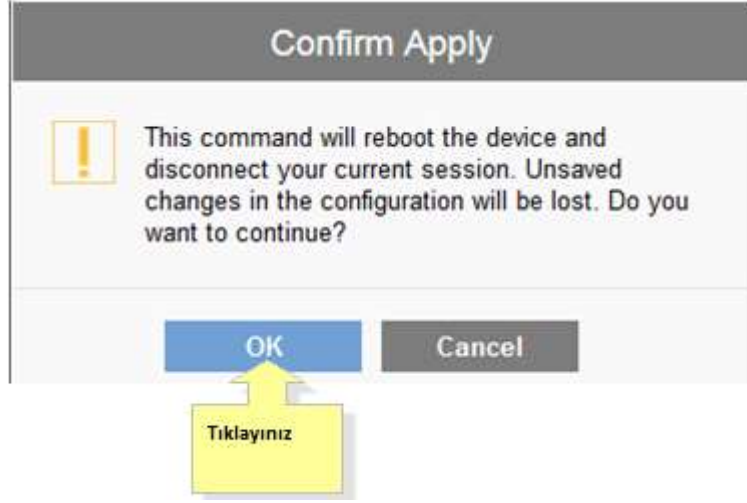 Confirm Apply
This command will reboot the device and
disconnect your current session. Unsaved
changes in the configuration will be lost. Do you
want to continue?
OK
Cancel
Tıklayınız